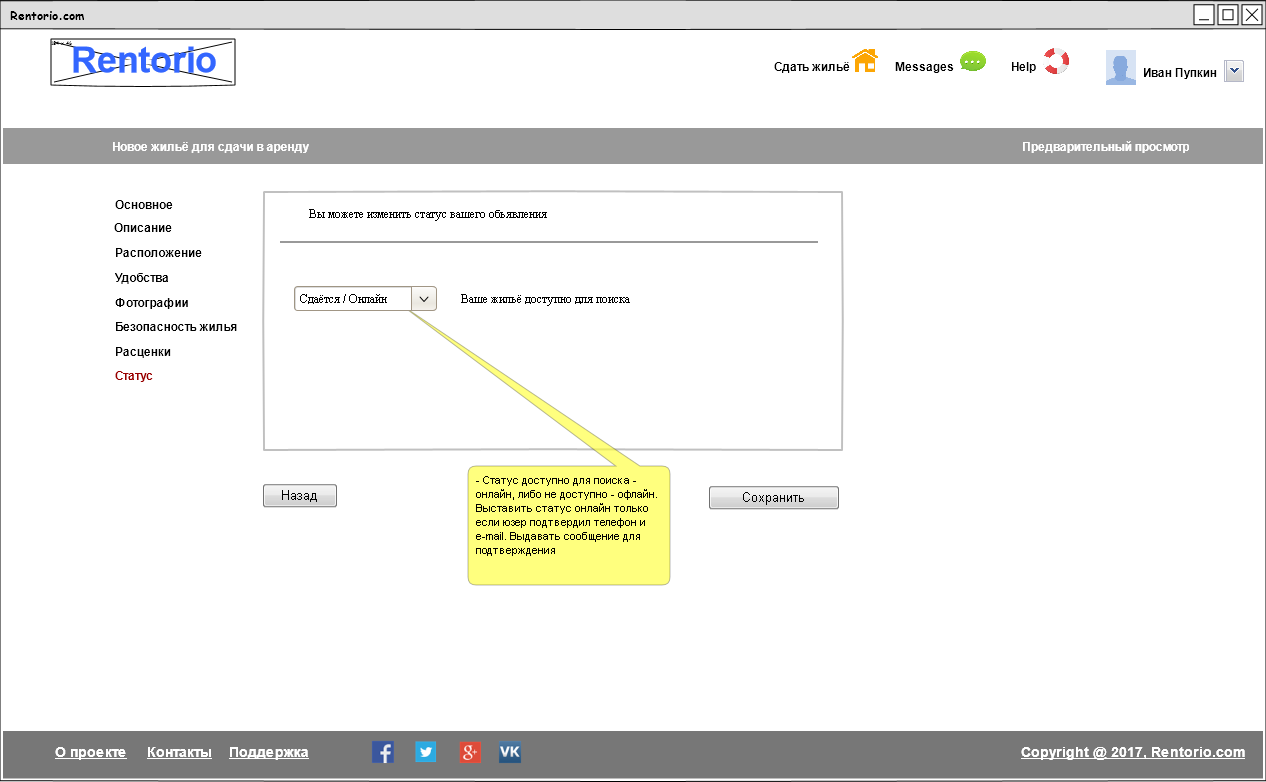 Rentorio.com
Rentorio
Сдать жильё
Messages
Help
Иван Пупкин
Новое жильё для сдачи в аренду
Предварительный просмотр
Основное
Описание
Расположение
Удобства
Фотографии
Безопасность жилья
Расценки
Статус
Вы можете изменить статус вашего обьявления
Сдаётся / Онлайн
Ваше жильё доступно для поиска
- Статус доступно для поиска -
онлайн, либо не доступно - офлайн.
Выставить статус онлайн только
если юзер подтвердил телефон и
e-mail. Выдавать сообщение для
подтверждения
Назад
Сохранить
О проекте
Контакты
Поддержка
f
g+
VK
Copyright @ 2017, Rentorio.com